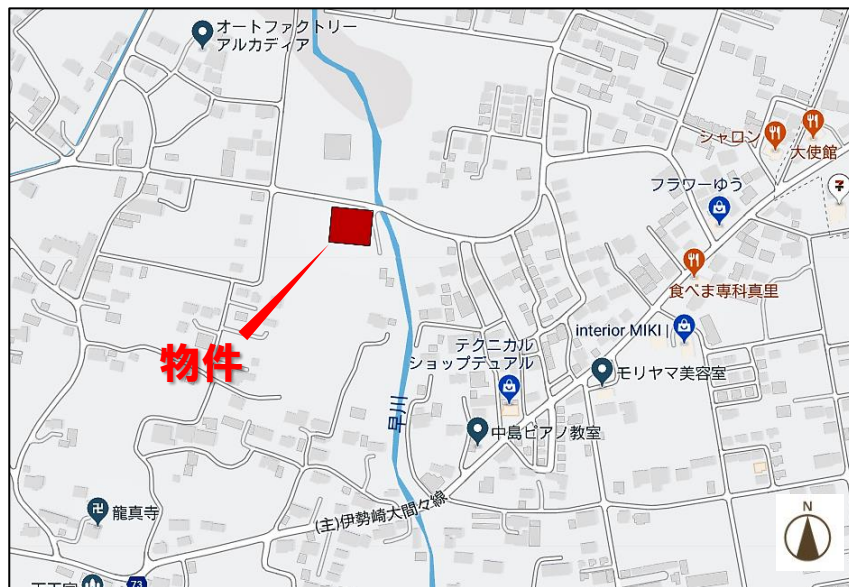 オートファクトリー
アルカディア
シャロン
大使館
フラワーゆう
食べま専科真里
interior MIKI
テクニカル
ショップデュアル
モリヤマ美容室
物件
早川
中島ピアノ教室
(主)伊勢崎大間々線
龍真寺
73
N